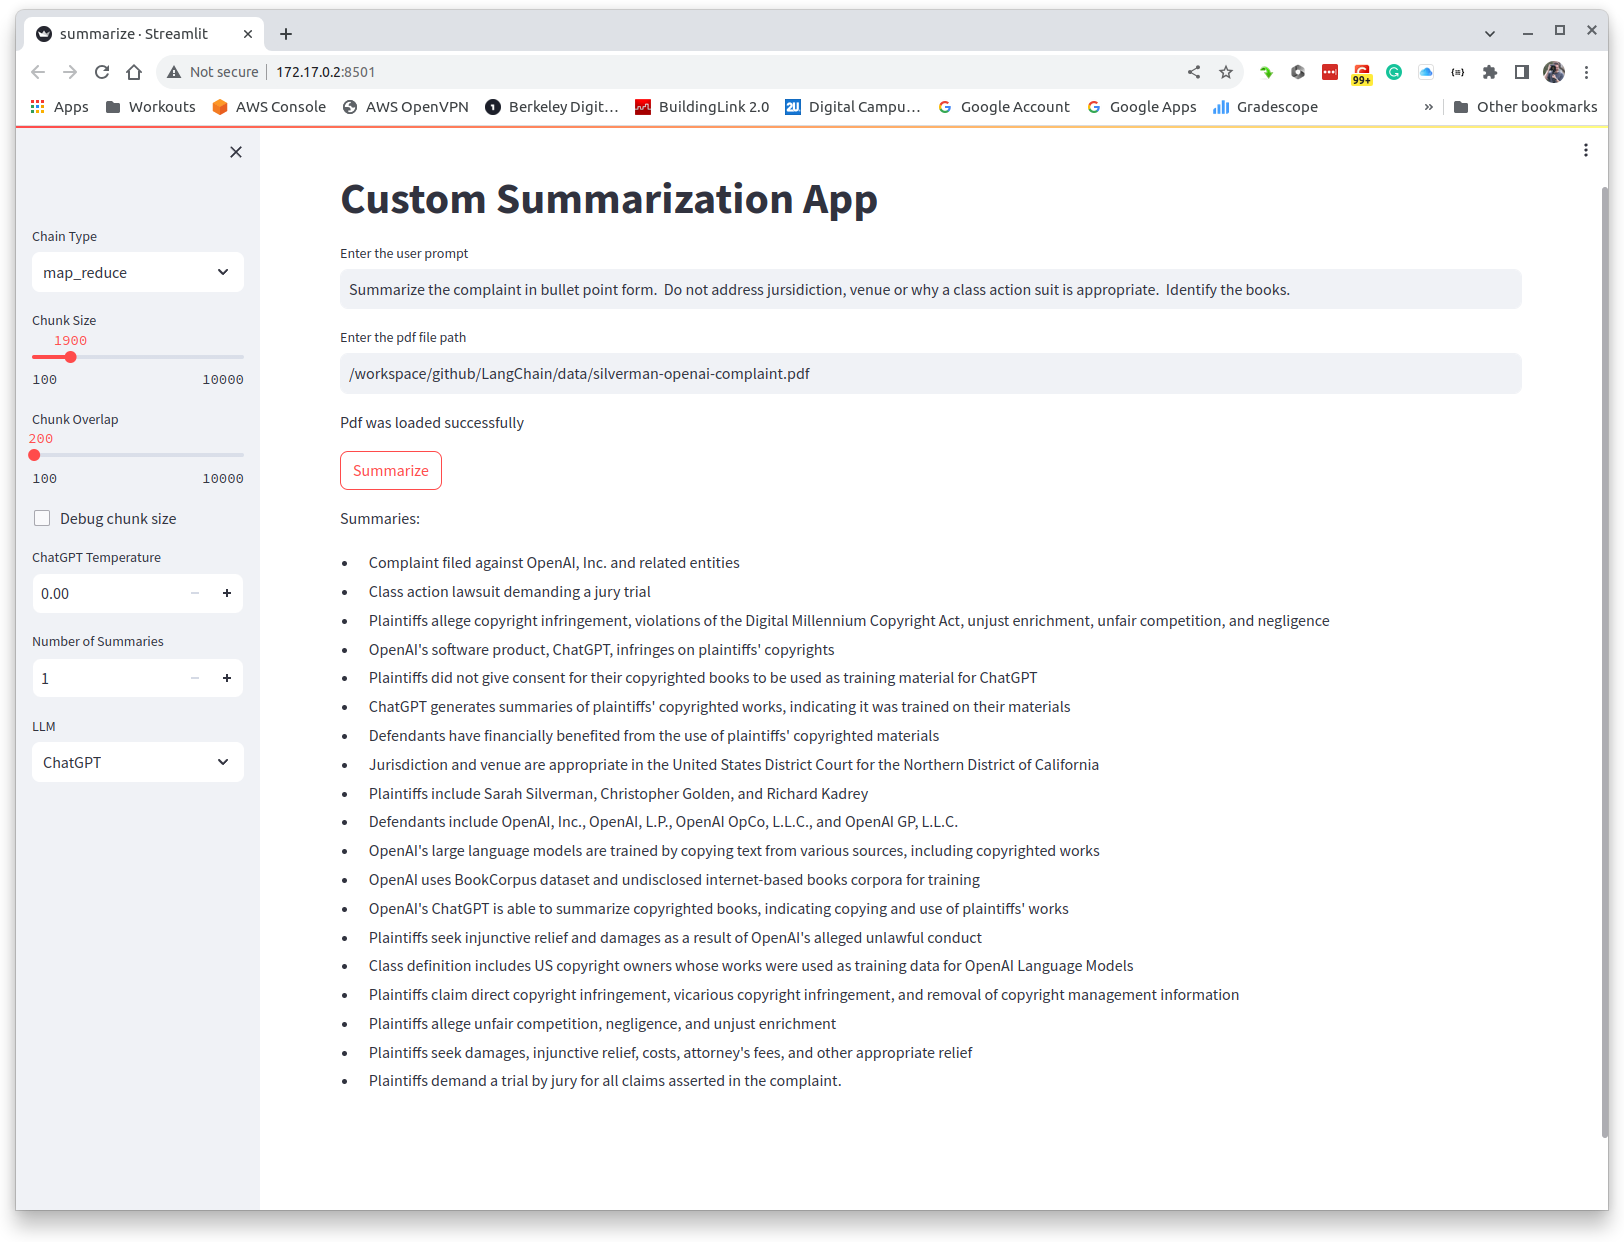 summarize · Streamlit
Not secure 172.17.0.2:8501
99+
Apps Workouts AWS Console AWS OpenVPN Berkeley Digit... BuildingLink 2.0 Digital Campu... Google Account Google Apps Gradescope » Other bookmarks
Chain Type
map_reduce
Chunk Size
1900
100 10000
Chunk Overlap
200
100 10000
Debug chunk size
ChatGPT Temperature
0.00
Number of Summaries
1
LLM
ChatGPT
Custom Summarization App
Enter the user prompt
Summarize the complaint in bullet point form.  Do not address jursidiction, venue or why a class action suit is appropriate.  Identify the books.
Enter the pdf file path
/workspace/github/LangChain/data/silverman-openai-complaint.pdf
Pdf was loaded successfully
Summarize
Summaries:
• Complaint filed against OpenAI, Inc. and related entities
• Class action lawsuit demanding a jury trial
• Plaintiffs allege copyright infringement, violations of the Digital Millennium Copyright Act, unjust enrichment, unfair competition, and negligence
• OpenAI's software product, ChatGPT, infringes on plaintiffs' copyrights
• Plaintiffs did not give consent for their copyrighted books to be used as training material for ChatGPT
• ChatGPT generates summaries of plaintiffs' copyrighted works, indicating it was trained on their materials
• Defendants have financially benefited from the use of plaintiffs' copyrighted materials
• Jurisdiction and venue are appropriate in the United States District Court for the Northern District of California
• Plaintiffs include Sarah Silverman, Christopher Golden, and Richard Kadrey
• Defendants include OpenAI, Inc., OpenAI, L.P., OpenAI OpCo, L.L.C., and OpenAI GP, L.L.C.
• OpenAI's large language models are trained by copying text from various sources, including copyrighted works
• OpenAI uses BookCorpus dataset and undisclosed internet-based books corpora for training
• OpenAI's ChatGPT is able to summarize copyrighted books, indicating copying and use of plaintiffs' works
• Plaintiffs seek injunctive relief and damages as a result of OpenAI's alleged unlawful conduct
• Class definition includes US copyright owners whose works were used as training data for OpenAI Language Models
• Plaintiffs claim direct copyright infringement, vicarious copyright infringement, and removal of copyright management information
• Plaintiffs allege unfair competition, negligence, and unjust enrichment
• Plaintiffs seek damages, injunctive relief, costs, attorney's fees, and other appropriate relief
• Plaintiffs demand a trial by jury for all claims asserted in the complaint.